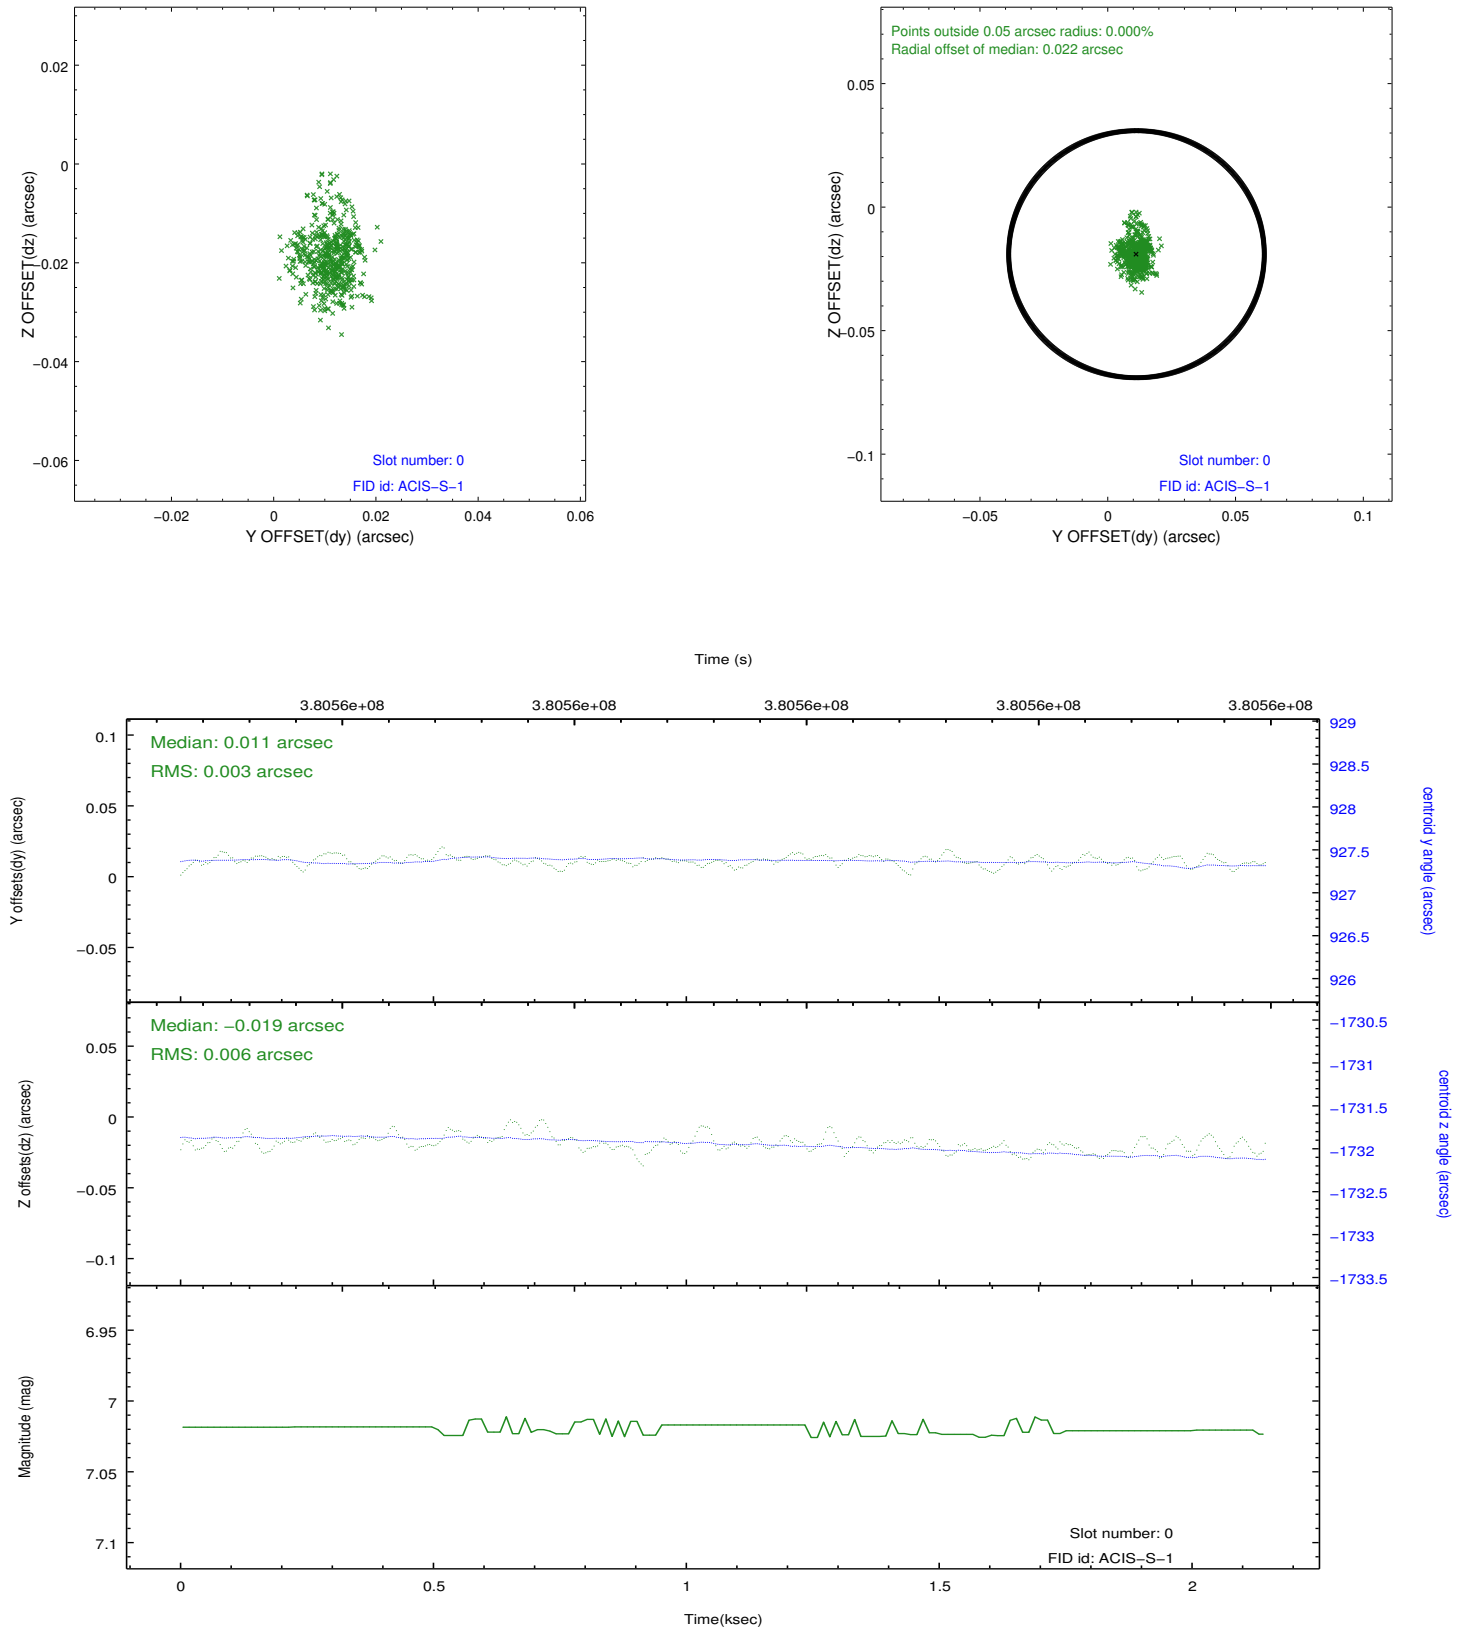 0.02
0
−0.02
−0.04
−0.06
Z OFFSET(dz) (arcsec)
Slot number: 0
FID id: ACIS−S−1
−0.02
0
0.02
0.04
0.06
Y OFFSET(dy) (arcsec)
Points outside 0.05 arcsec radius: 0.000%
Radial offset of median: 0.022 arcsec
0.05
0
−0.05
−0.1
Z OFFSET(dz) (arcsec)
Slot number: 0
FID id: ACIS−S−1
−0.05
0
0.05
0.1
Y OFFSET(dy) (arcsec)
Time (s)
3.8056e+08
3.8056e+08
3.8056e+08
3.8056e+08
3.8056e+08
Median: 0.011 arcsec
RMS: 0.003 arcsec
0.1
0.05
0
−0.05
Y offsets(dy) (arcsec)
929
928.5
928
927.5
927
926.5
926
centroid y angle (arcsec)
Median: −0.019 arcsec
RMS: 0.006 arcsec
0.05
0
−0.05
−0.1
Z offsets(dz) (arcsec)
−1730.5
−1731
−1731.5
−1732
−1732.5
−1733
−1733.5
centroid z angle (arcsec)
6.95
7
7.05
7.1
Magnitude (mag)
Slot number: 0
FID id: ACIS−S−1
0
0.5
1
1.5
2
Time(ksec)